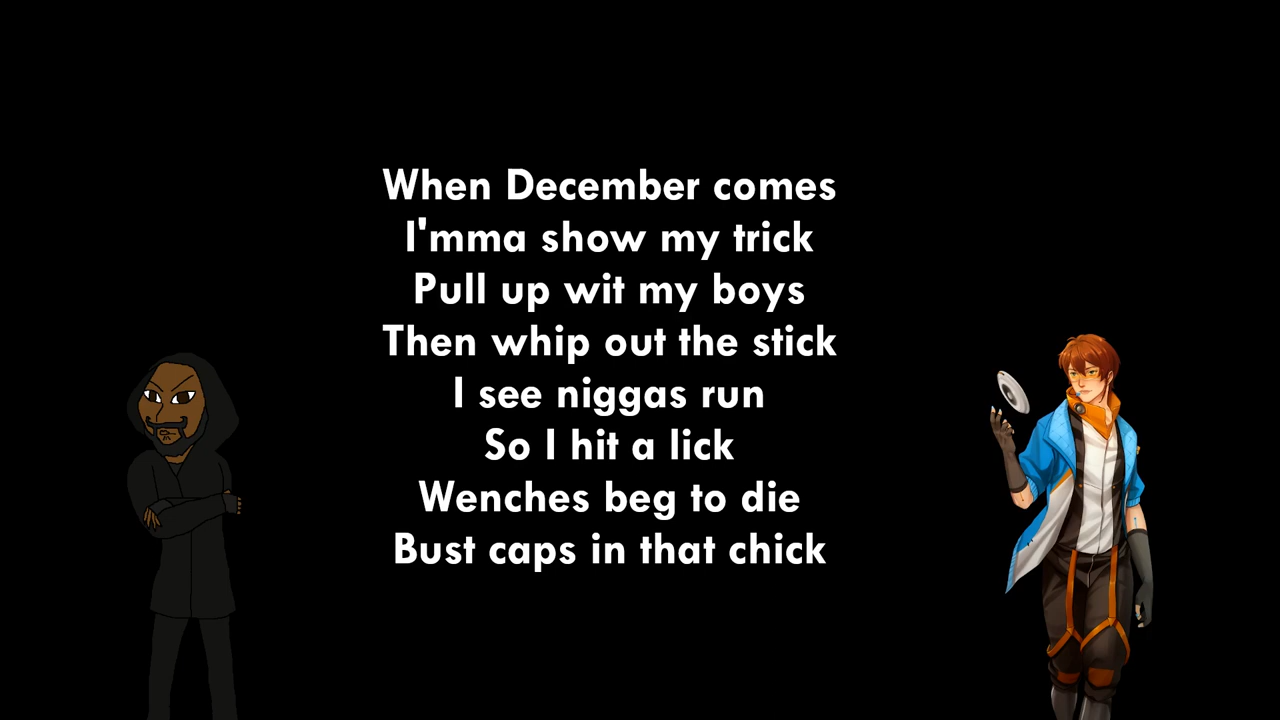 When December comes
I'mma show my trick
Pull up wit my boys
Then whip out the stick
I see niggas run
So I hit a lick
Wenches beg to die
Bust caps in that chick